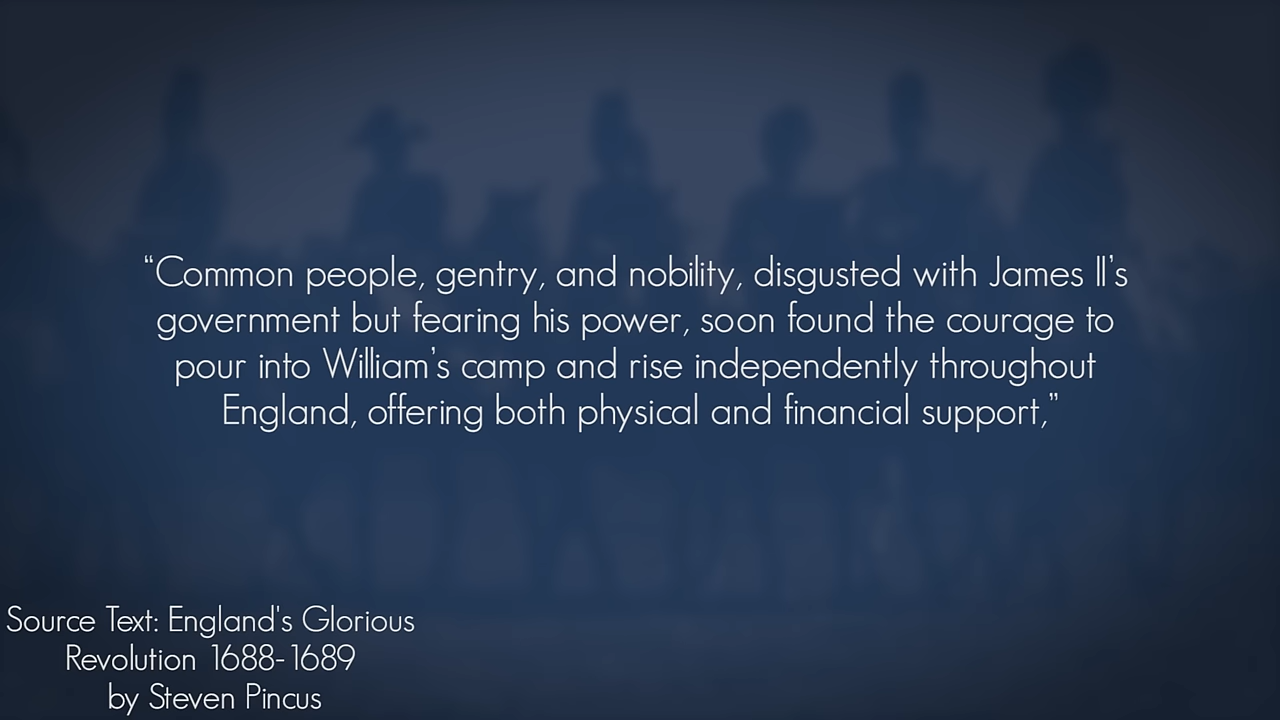 “Common people, gentry, and nobility, disgusted with James II’s
government but fearing his power, soon found the courage to
pour into William’s camp and rise independently throughout
England, offering both physical and financial support,”
Source Text: England's Glorious
Revolution 1688-1689
by Steven Pincus